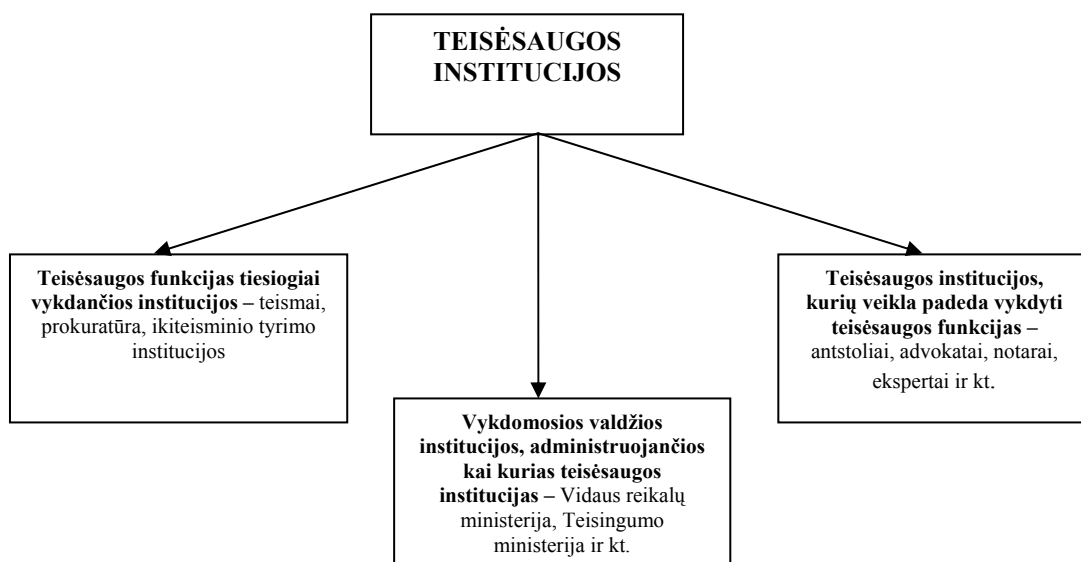 TEISĖSAUGOS
INSTITUCIJOS
Teisėsaugos funkcijas tiesiogiai
vykdančios institucijos – teismai,
prokuratūra, ikiteisminio tyrimo
institucijos
Teisėsaugos institucijos,
kurių veikla padeda vykdyti
teisėsaugos funkcijas –
antstoliai, advokatai, notarai,
ekspertai ir kt.
Vykdomosios valdžios
institucijos, administruojančios
kai kurias teisėsaugos
institucijas – Vidaus reikalų
ministerija, Teisingumo
ministerija ir kt.